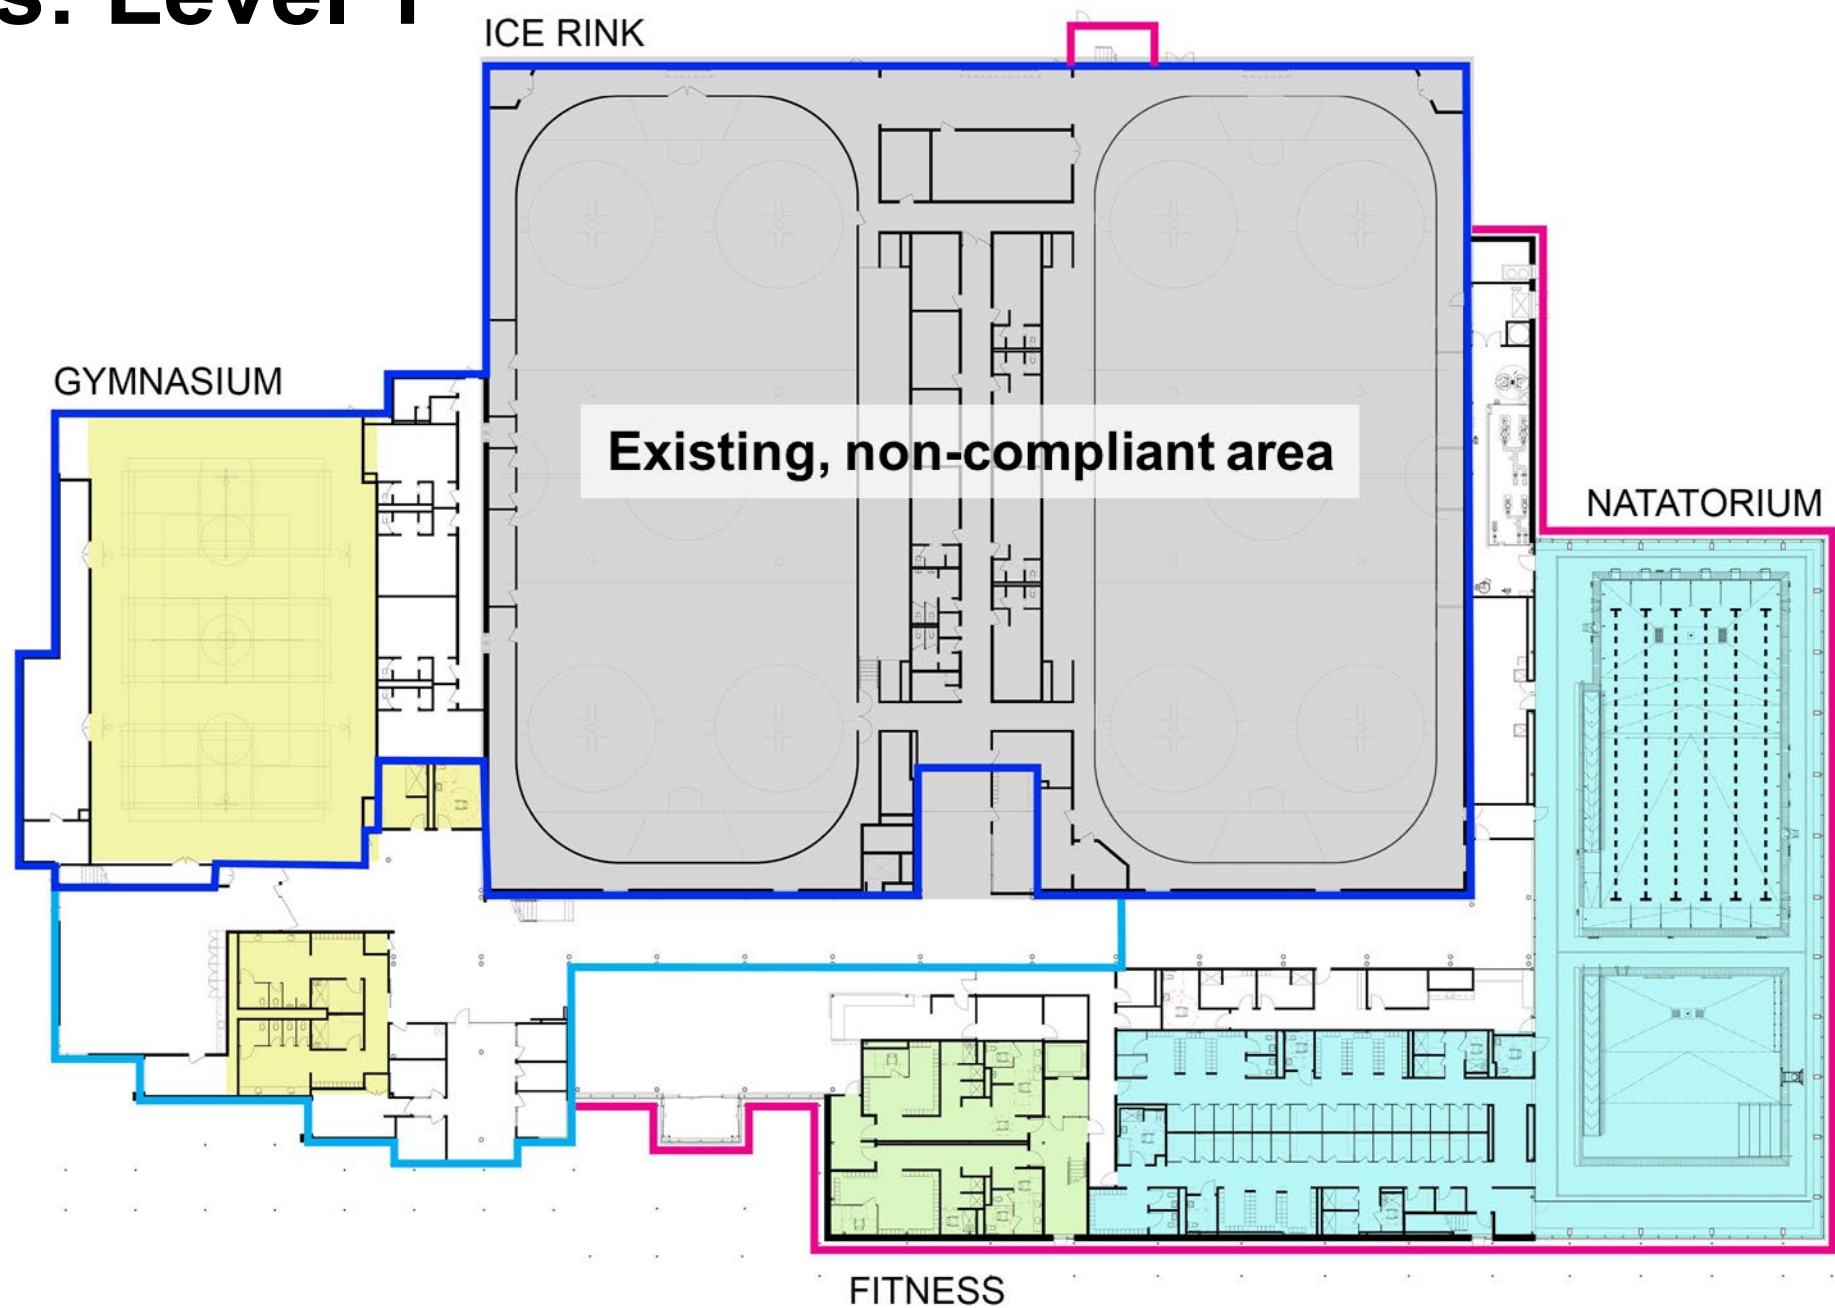 s: Level 1
ICE RINK
GYMNASIUM
Existing, non-compliant area
NATATORIUM
FITNESS